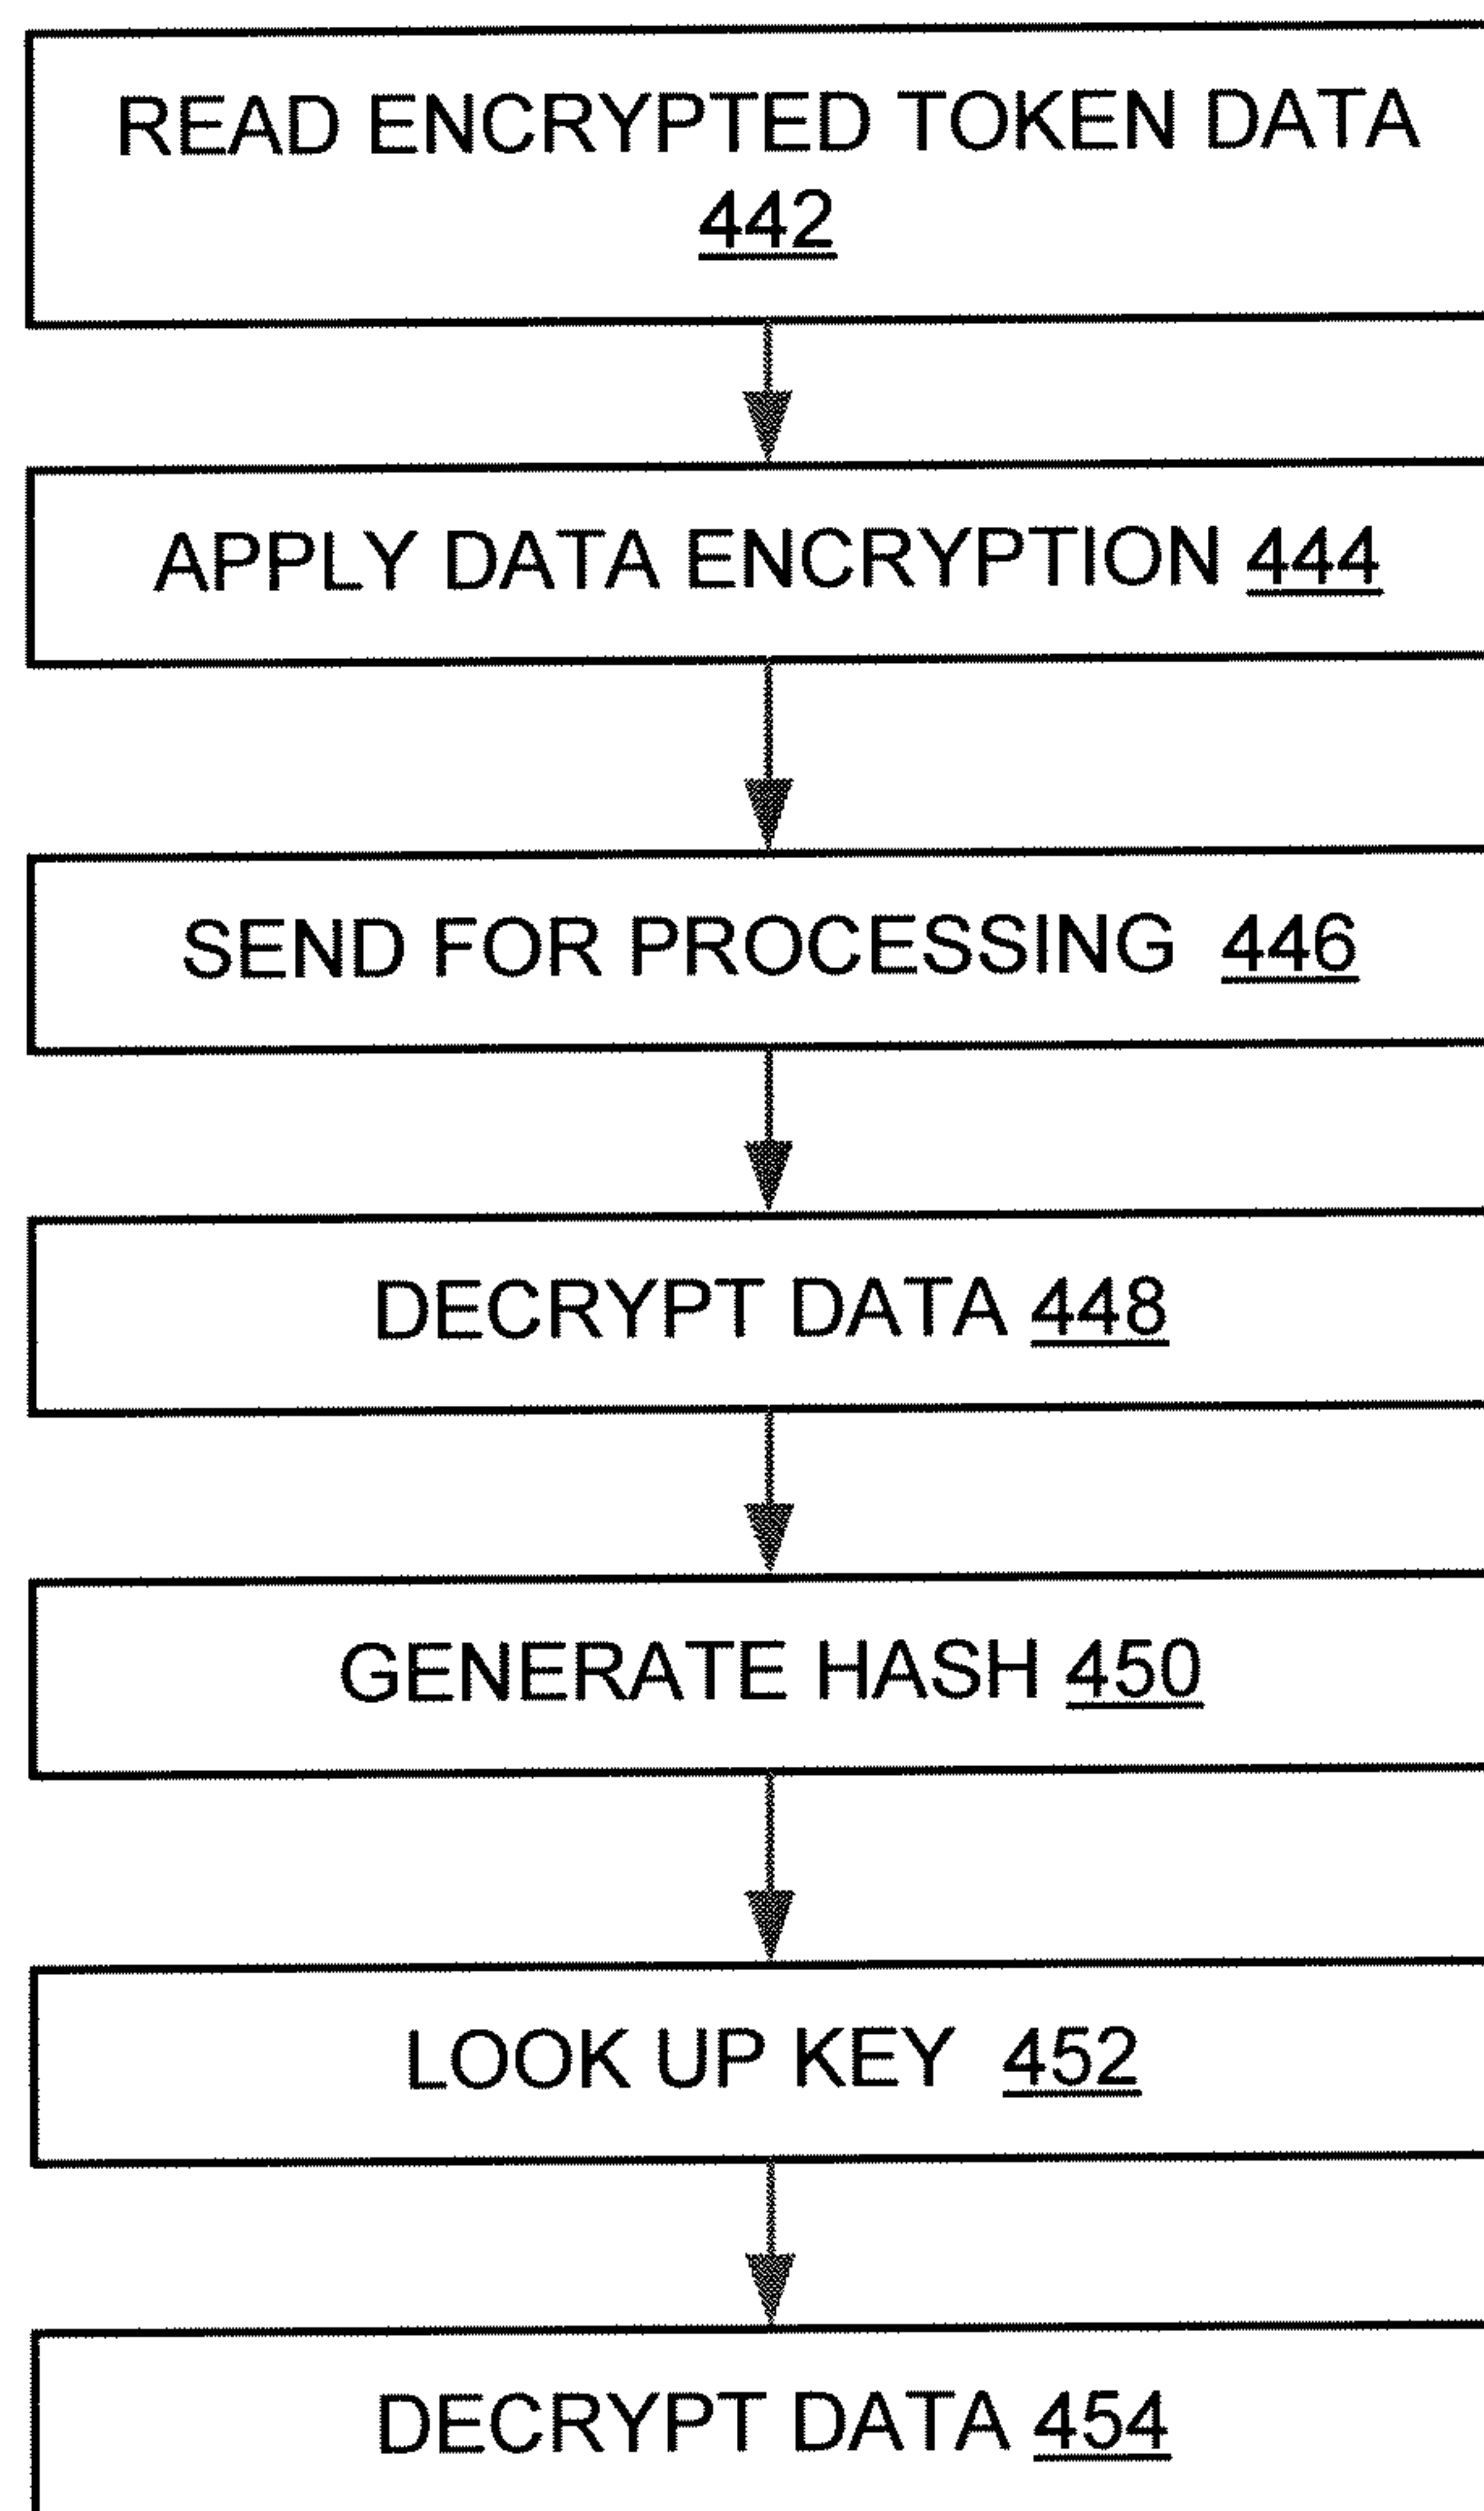 READ ENCRYPTED TOKEN DATA
442
APPLY DATA ENCRYPTION 444
SEND FOR PROCESSING 446
DECRYPT DATA 448
GENERATE HASH 450
LOOK UP KEY 452
DECRYPT DATA 454